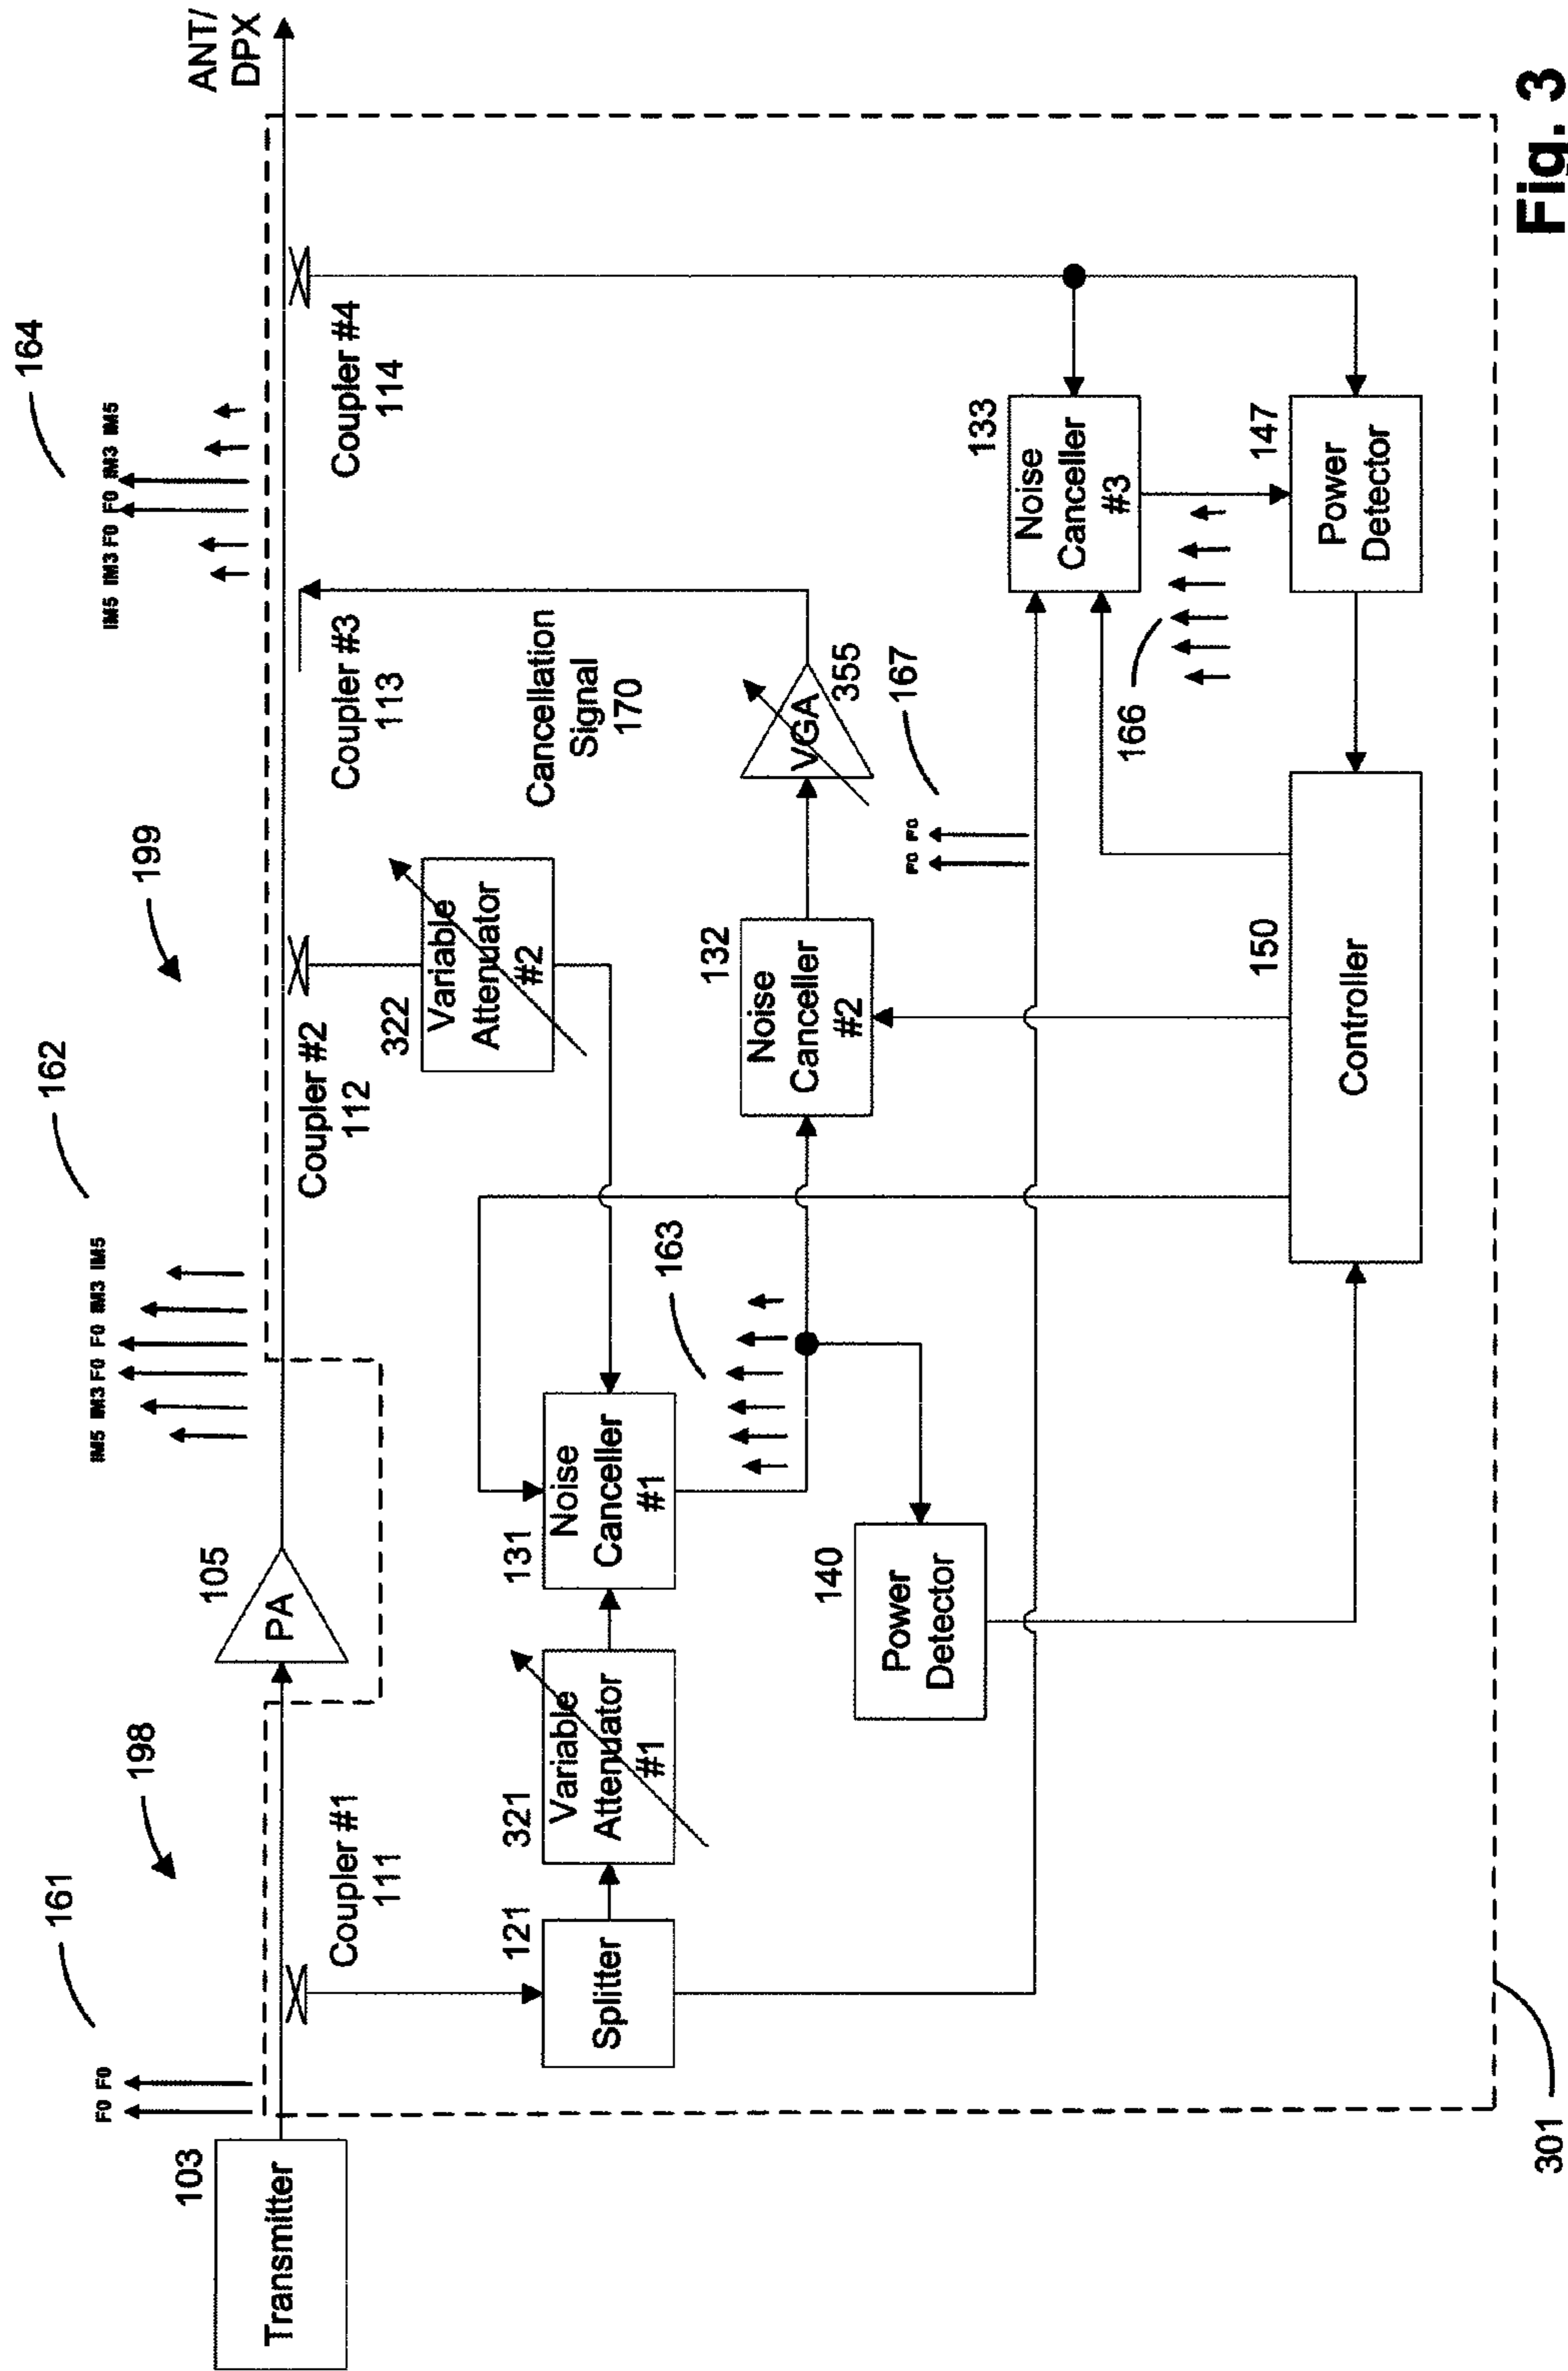 161
F0 F0
198
162
IM5 IM3 F0 F0 IM3 IM5
199
164
IM5 IM3 F0 F0 IM3 IM5
ANT/
DPX
103
Transmitter
105
PA
Coupler #1
111
Coupler #2
112
Coupler #3
113
Coupler #4
114
121
Splitter
321
Variable
Attenuator
#1
131
Noise
Canceller
#1
322
Variable
Attenuator
#2
Cancellation
Signal
170
163
140
Power
Detector
132
Noise
Canceller
#2
VGA
355
167
F0 F0
133
Noise
Canceller
#3
166
147
Power
Detector
150
Controller
301
Fig. 3